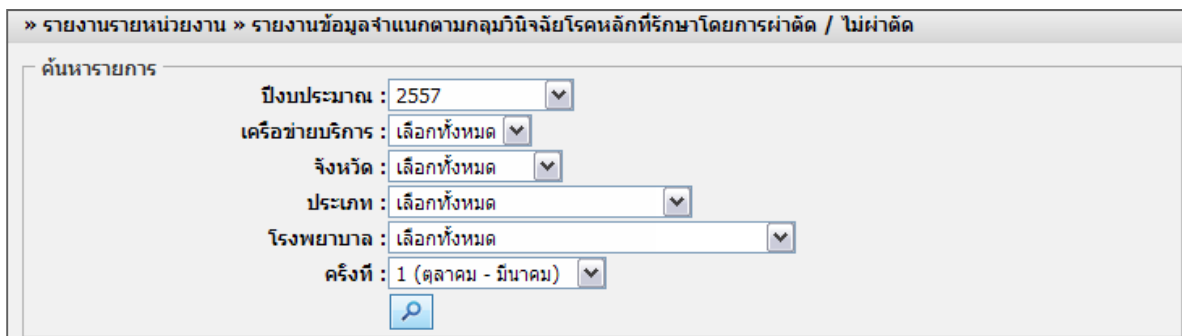 » รายงานรายหน่วยงาน » รายงานข้อมูลจำแนกตามกลุมวินิจฉัยโรคหลักที่รักษาโดยการผ่าตัด / ไม่ผ่าตัด
ค้นหารายการ
ปีงบประมาณ : 2557
เครือข่ายบริการ : เลือกทั้งหมด
จังหวัด : เลือกทั้งหมด
ประเภท : เลือกทั้งหมด
โรงพยาบาล : เลือกทั้งหมด
ครั้งที่ : 1 (ตุลาคม - มีนาคม)